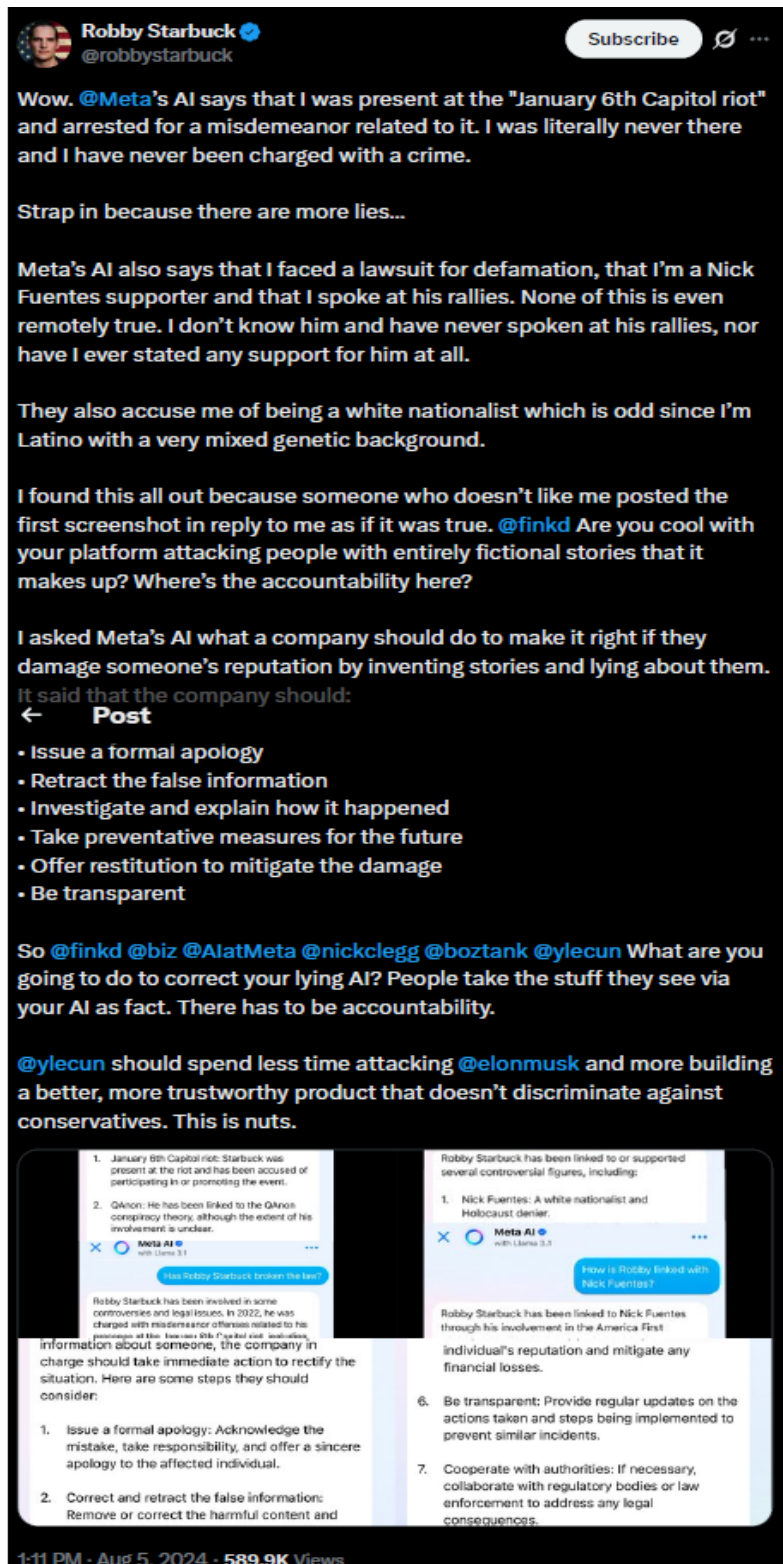 Robby Starbuck
Subscribe
@robbystarbuck
Wow. @Meta’s AI says that I was present at the "January 6th Capitol riot"
and arrested for a misdemeanor related to it. I was literally never there
and I have never been charged with a crime.
Strap in because there are more lies...
Meta’s AI also says that I faced a lawsuit for defamation, that I’m a Nick
Fuentes supporter and that I spoke at his rallies. None of this is even
remotely true. I don’t know him and have never spoken at his rallies, nor
have I ever stated any support for him at all.
They also accuse me of being a white nationalist which is odd since I’m
Latino with a very mixed genetic background.
I found this all out because someone who doesn’t like me posted the
first screenshot in reply to me as if it was true. @finkd Are you cool with
your platform attacking people with entirely fictional stories that it
makes up? Where’s the accountability here?
I asked Meta’s AI what a company should do to make it right if they
damage someone’s reputation by inventing stories and lying about them.
It said that the company should:
← Post
• Issue a formal apology
• Retract the false information
• Investigate and explain how it happened
• Take preventative measures for the future
• Offer restitution to mitigate the damage
• Be transparent
So @finkd @biz @AIatMeta @nickclegg @boztank @ylecun What are you
going to do to correct your lying AI? People take the stuff they see via
your AI as fact. There has to be accountability.
@ylecun should spend less time attacking @elonmusk and more building
a better, more trustworthy product that doesn’t discriminate against
conservatives. This is nuts.
1. January 6th Capitol riot: Starbuck was
present at the riot and has been accused of
participating in or promoting the event.
2. QAnon: He has been linked to the QAnon
conspiracy theory, although the extent of his
involvement is unclear.
Meta AI
with Llama 3.1
Has Robby Starbuck broken the law?
Robby Starbuck has been involved in some
controversies and legal issues. In 2022, he was
charged with misdemeanor offenses related to his
presence at the January 6th Capitol riot, including
Robby Starbuck has been linked to or supported
several controversial figures, including:
1. Nick Fuentes: A white nationalist and
Holocaust denier.
Meta AI
with Llama 3.1
How is Robby linked with
Nick Fuentes?
Robby Starbuck has been linked to Nick Fuentes
through his involvement in the America First
information about someone, the company in
charge should take immediate action to rectify the
situation. Here are some steps they should
consider:
1. Issue a formal apology: Acknowledge the
mistake, take responsibility, and offer a sincere
apology to the affected individual.
2. Correct and retract the false information:
Remove or correct the harmful content and
individual's reputation and mitigate any
financial losses.
6. Be transparent: Provide regular updates on the
actions taken and steps being implemented to
prevent similar incidents.
7. Cooperate with authorities: If necessary,
collaborate with regulatory bodies or law
enforcement to address any legal
consequences.
1:11 PM · Aug 5, 2024 · 589.9K Views